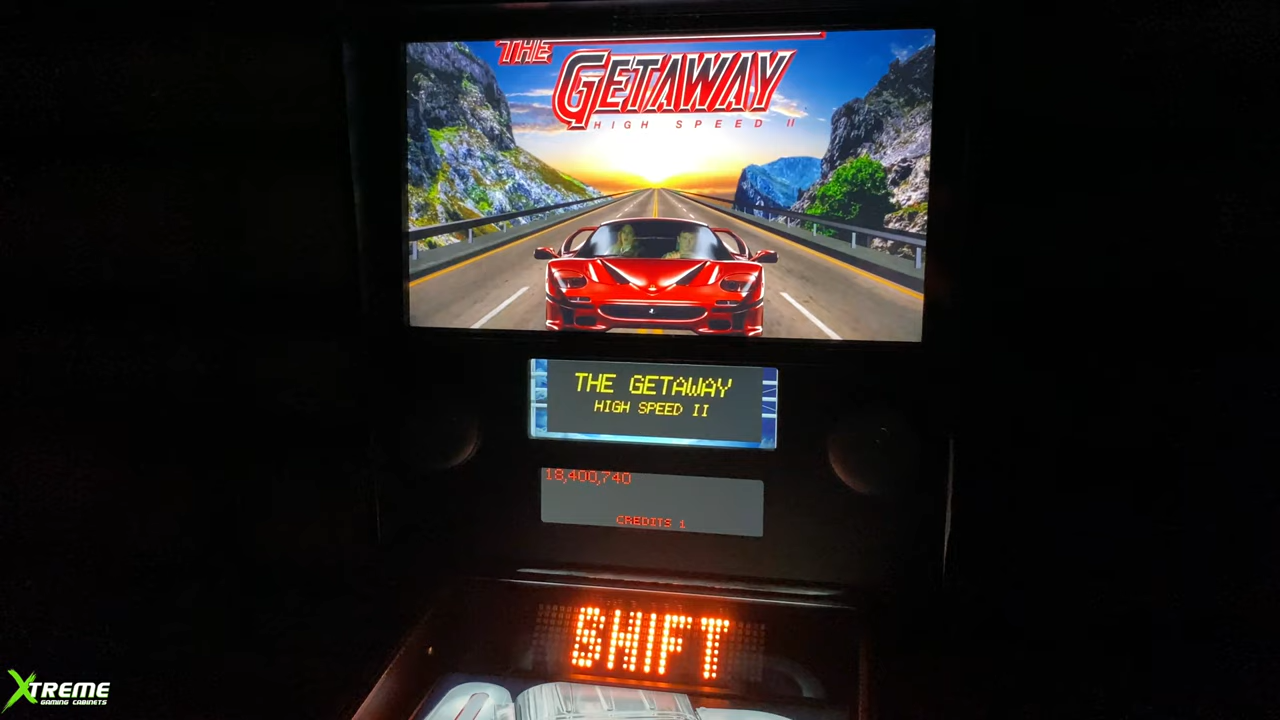 THE
GETAWAY
HIGH SPEED II
THE GETAWAY
HIGH SPEED II
18,400,740
CREDITS 1
SHIFT
XTREME
GAMING CABINETS